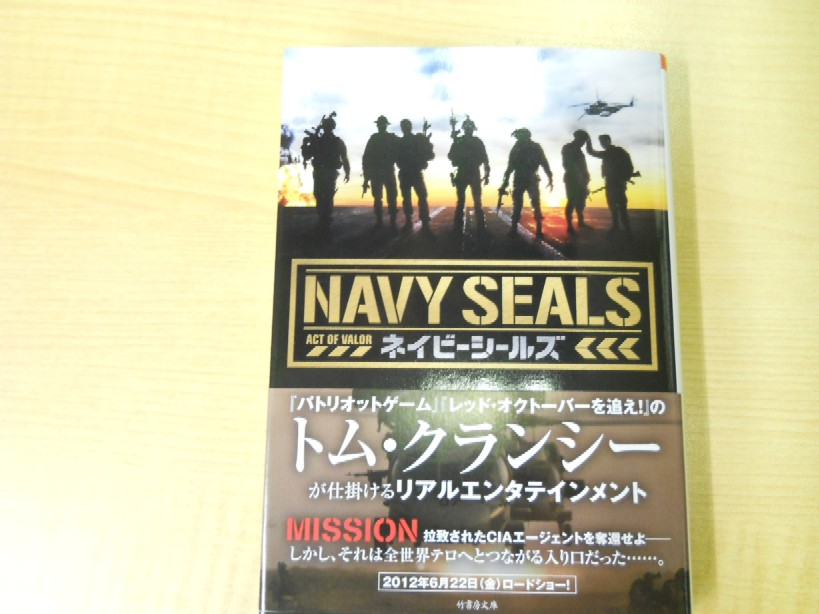 NAVY SEALS
ACT OF VALOR ネイビーシールズ
『パトリオットゲーム』『レッド・オクトーバーを追え!』の
トム・クランシー
が仕掛けるリアルエンタテインメント
MISSION 拉致されたCIAエージェントを奪還せよ——
しかし、それは全世界テロへとつながる入り口だった……。
2012年6月22日(金)ロードショー!
竹書房文庫